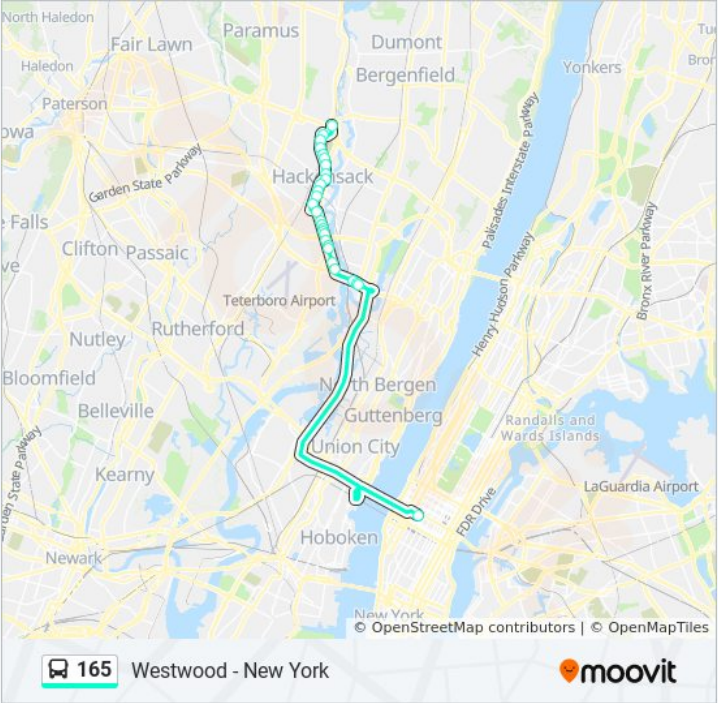 North Haledon
Paramus
Fair Lawn
Dumont
Haledon
Bergenfield
Yonkers
Paterson
Garden State Parkway
Palisades Interstate Parkway
Falls
Clifton
Passaic
Teterboro Airport
Henry Hudson Parkway
Bronx River Parkway
Rutherford
Nutley
Bloomfield
North Bergen
Belleville
Guttenberg
Randalls and
Wards Islands
Union City
Kearny
LaGuardia Airport
FDR Drive
Hoboken
Newark
New York
© OpenStreetMap contributors | © OpenMapTiles
165 Westwood - New York
moovit